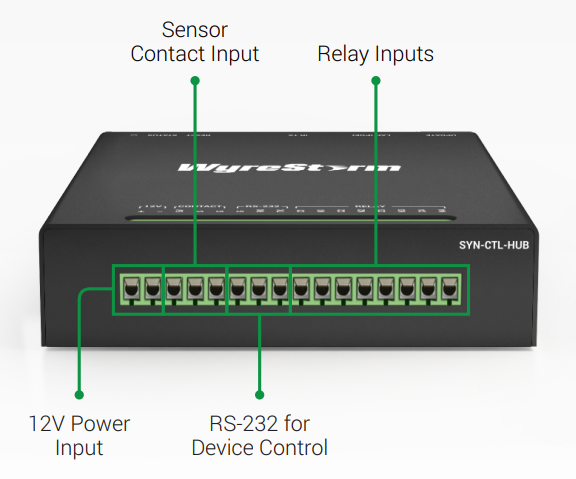 Sensor
Contact Input
Relay Inputs
WyreStorm
12V
CONTACT
RS-232
RELAY
SYN-CTL-HUB
12V Power
Input
RS-232 for
Device Control